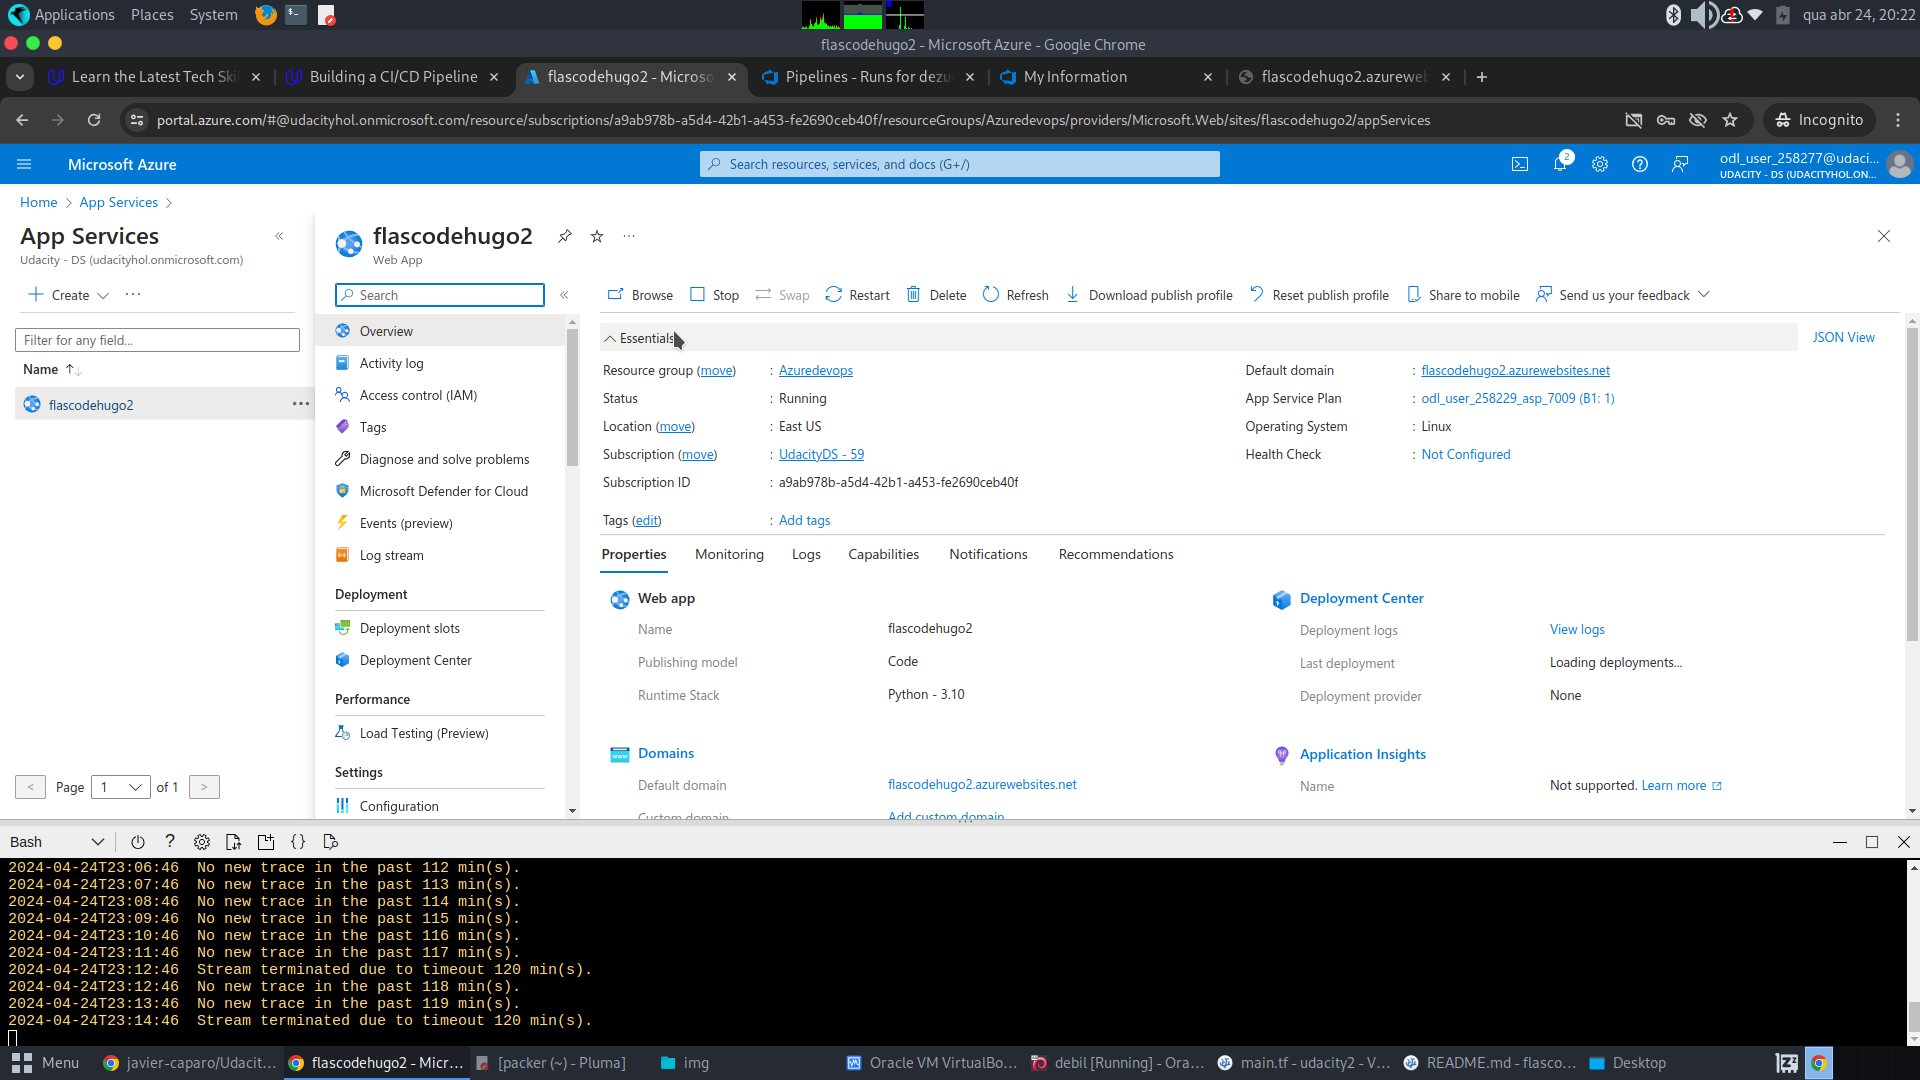 Applications Places System
qua abr 24, 20:22
flascodehugo2 - Microsoft Azure - Google Chrome
Learn the Latest Tech Ski
Building a CI/CD Pipeline
flascodehugo2 - Microso
Pipelines - Runs for dezu
My Information
flascodehugo2.azurewe
portal.azure.com/#@udacityhol.onmicrosoft.com/resource/subscriptions/a9ab978b-a5d4-42b1-a453-fe2690ceb40f/resourceGroups/Azuredevops/providers/Microsoft.Web/sites/flascodehugo2/appServices
Incognito
Microsoft Azure
Search resources, services, and docs (G+/)
2
odl_user_258277@udaci...
UDACITY - DS (UDACITYHOL.ON...
Home > App Services >
App Services
Udacity - DS (udacityhol.onmicrosoft.com)
Create
Filter for any field...
Name
flascodehugo2
Page 1 of 1
flascodehugo2
Web App
Search
Overview
Activity log
Access control (IAM)
Tags
Diagnose and solve problems
Microsoft Defender for Cloud
Events (preview)
Log stream
Deployment
Deployment slots
Deployment Center
Performance
Load Testing (Preview)
Settings
Configuration
Browse Stop Swap Restart Delete Refresh Download publish profile Reset publish profile Share to mobile Send us your feedback
Essentials
JSON View
Resource group (move) : Azuredevops
Status : Running
Location (move) : East US
Subscription (move) : UdacityDS - 59
Subscription ID : a9ab978b-a5d4-42b1-a453-fe2690ceb40f
Tags (edit) : Add tags
Default domain : flascodehugo2.azurewebsites.net
App Service Plan : odl_user_258229_asp_7009 (B1: 1)
Operating System : Linux
Health Check : Not Configured
Properties Monitoring Logs Capabilities Notifications Recommendations
Web app
Name flascodehugo2
Publishing model Code
Runtime Stack Python - 3.10
Domains
Default domain flascodehugo2.azurewebsites.net
Custom domain Add custom domain
Deployment Center
Deployment logs View logs
Last deployment Loading deployments...
Deployment provider None
Application Insights
Name Not supported. Learn more
Bash
2024-04-24T23:06:46 No new trace in the past 112 min(s).
2024-04-24T23:07:46 No new trace in the past 113 min(s).
2024-04-24T23:08:46 No new trace in the past 114 min(s).
2024-04-24T23:09:46 No new trace in the past 115 min(s).
2024-04-24T23:10:46 No new trace in the past 116 min(s).
2024-04-24T23:11:46 No new trace in the past 117 min(s).
2024-04-24T23:12:46 Stream terminated due to timeout 120 min(s).
2024-04-24T23:12:46 No new trace in the past 118 min(s).
2024-04-24T23:13:46 No new trace in the past 119 min(s).
2024-04-24T23:14:46 Stream terminated due to timeout 120 min(s).
Menu
javier-caparo/Udacit...
flascodehugo2 - Micr...
[packer (~) - Pluma]
img
Oracle VM VirtualBo...
debil [Running] - Ora...
main.tf - udacity2 - V...
README.md - flasco...
Desktop